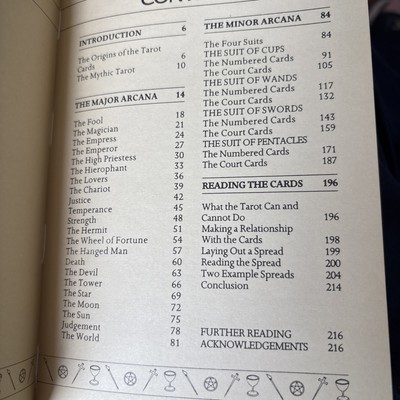 INTRODUCTION 6
The Origins of the Tarot
Cards 6
The Mythic Tarot 10
THE MAJOR ARCANA 14
The Fool 18
The Magician 21
The Empress 24
The Emperor 27
The High Priestess 30
The Hierophant 33
The Lovers 36
The Chariot 39
Justice 42
Temperance 45
Strength 48
The Hermit 51
The Wheel of Fortune 54
The Hanged Man 57
Death 60
The Devil 63
The Tower 66
The Star 69
The Moon 72
The Sun 75
Judgement 78
The World 81
THE MINOR ARCANA 84
The Four Suits 84
THE SUIT OF CUPS
The Numbered Cards 91
The Court Cards 105
THE SUIT OF WANDS
The Numbered Cards 117
The Court Cards 132
THE SUIT OF SWORDS
The Numbered Cards 143
The Court Cards 159
THE SUIT OF PENTACLES
The Numbered Cards 171
The Court Cards 187
READING THE CARDS 196
What the Tarot Can and
Cannot Do 196
Making a Relationship
With the Cards 198
Laying Out a Spread 199
Reading the Spread 200
Two Example Spreads 204
Conclusion 214
FURTHER READING 216
ACKNOWLEDGEMENTS 216